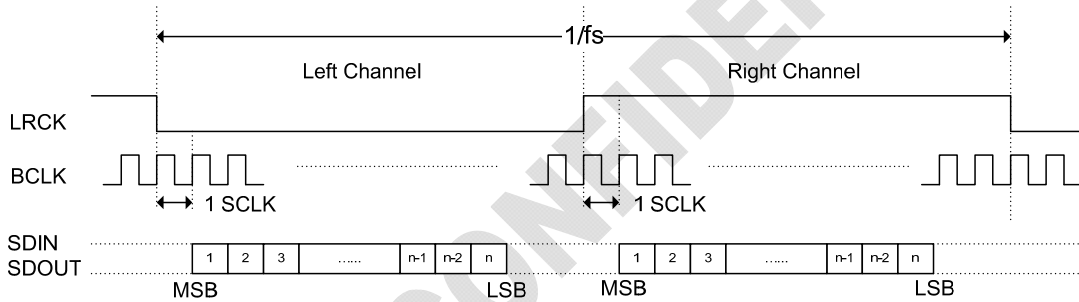 1/fs
Left Channel Right Channel
LRCK
BCLK
1 SCLK 1 SCLK
SDIN
SDOUT
1 2 3 ...... n-1 n-2 n 1 2 3 ...... n-1 n-2 n
MSB LSB MSB LSB
CONFIDE